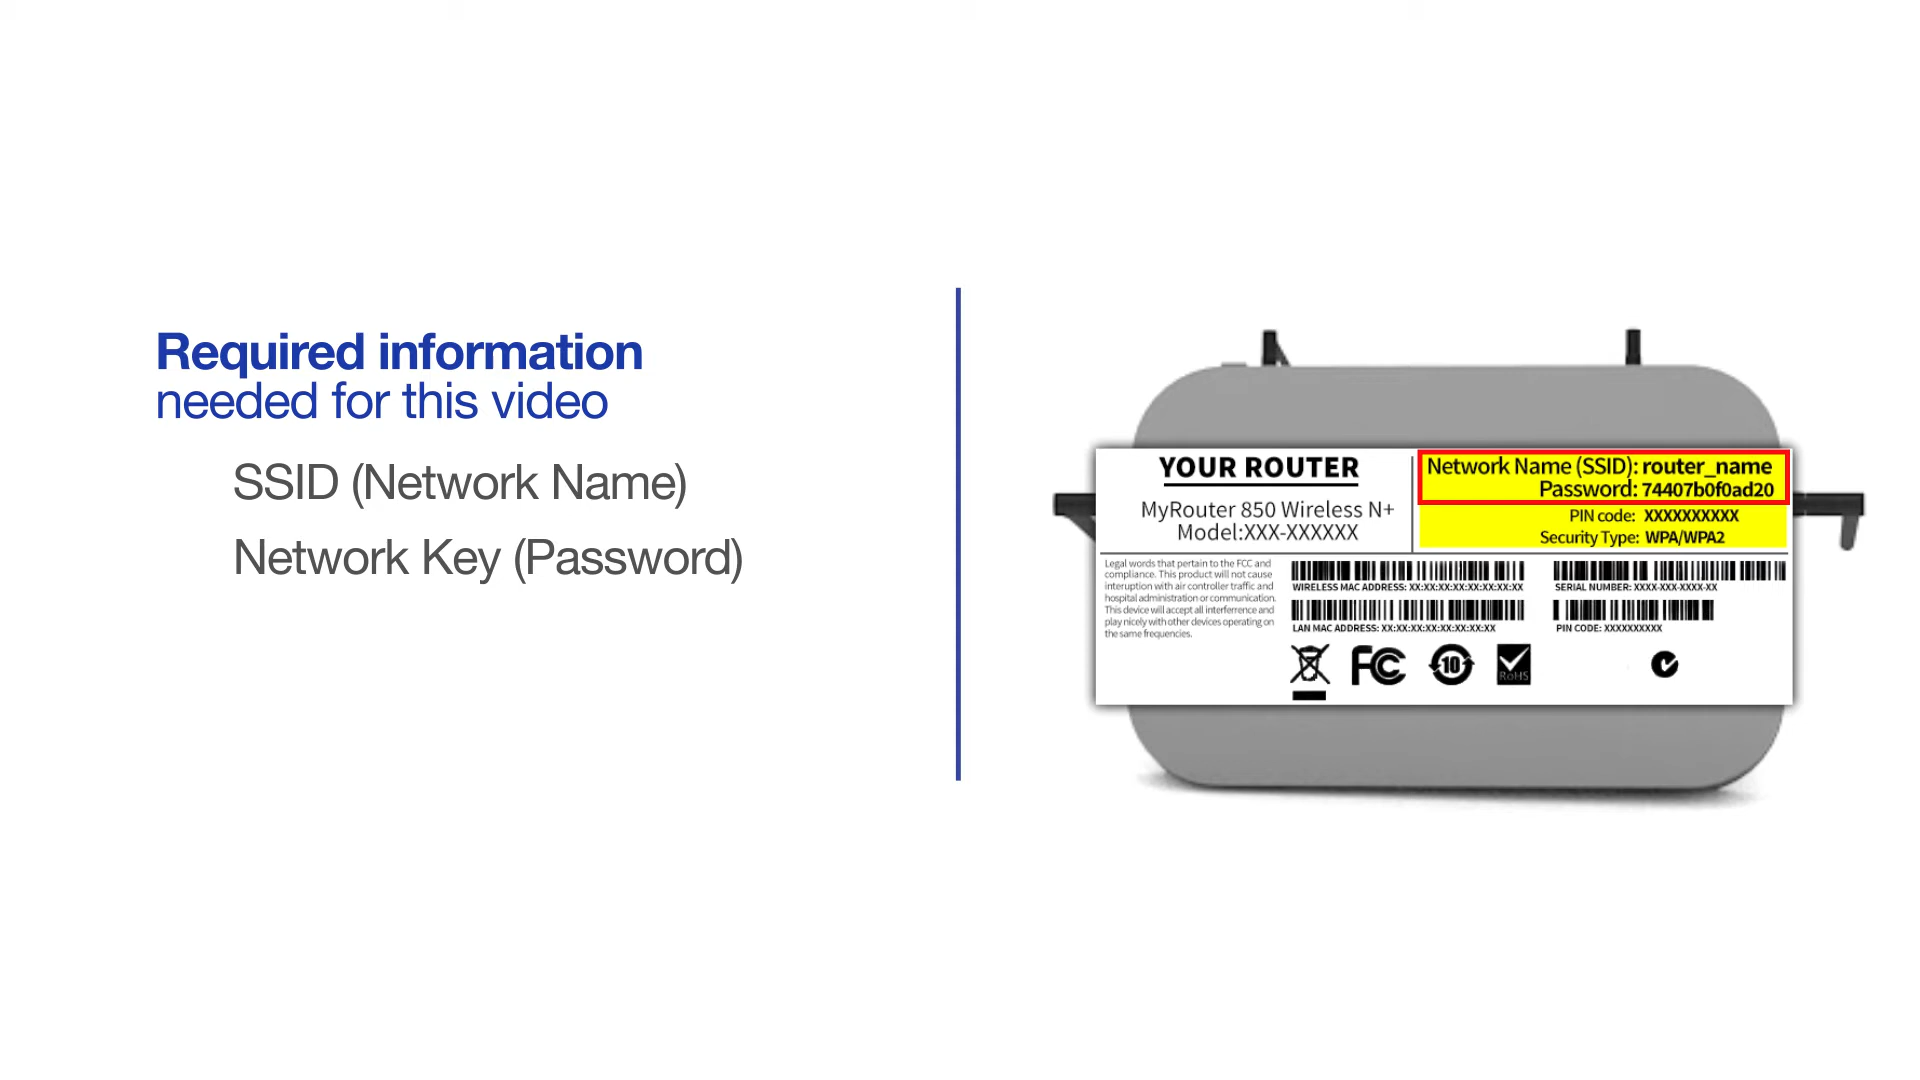 Required information
needed for this video
SSID (Network Name)
Network Key (Password)
YOUR ROUTER
MyRouter 850 Wireless N+
Model:XXX-XXXXXX
Network Name (SSID): router_name
Password: 74407b0f0ad20
PIN code: XXXXXXXXXX
Security Type: WPA/WPA2
Legal words that pertain to the FCC and
compliance. This product will not cause
interuption with air controller traffic and
hospital administration or communication.
This device will accept all interferrence and
play nicely with other devices operating on
the same frequencies.
WIRELESS MAC ADDRESS: XX:XX:XX:XX:XX:XX:XX:XX
LAN MAC ADDRESS: XX:XX:XX:XX:XX:XX:XX:XX
SERIAL NUMBER: XXXX-XXX-XXXX-XX
PIN CODE: XXXXXXXXXX
FC
10
RoHS